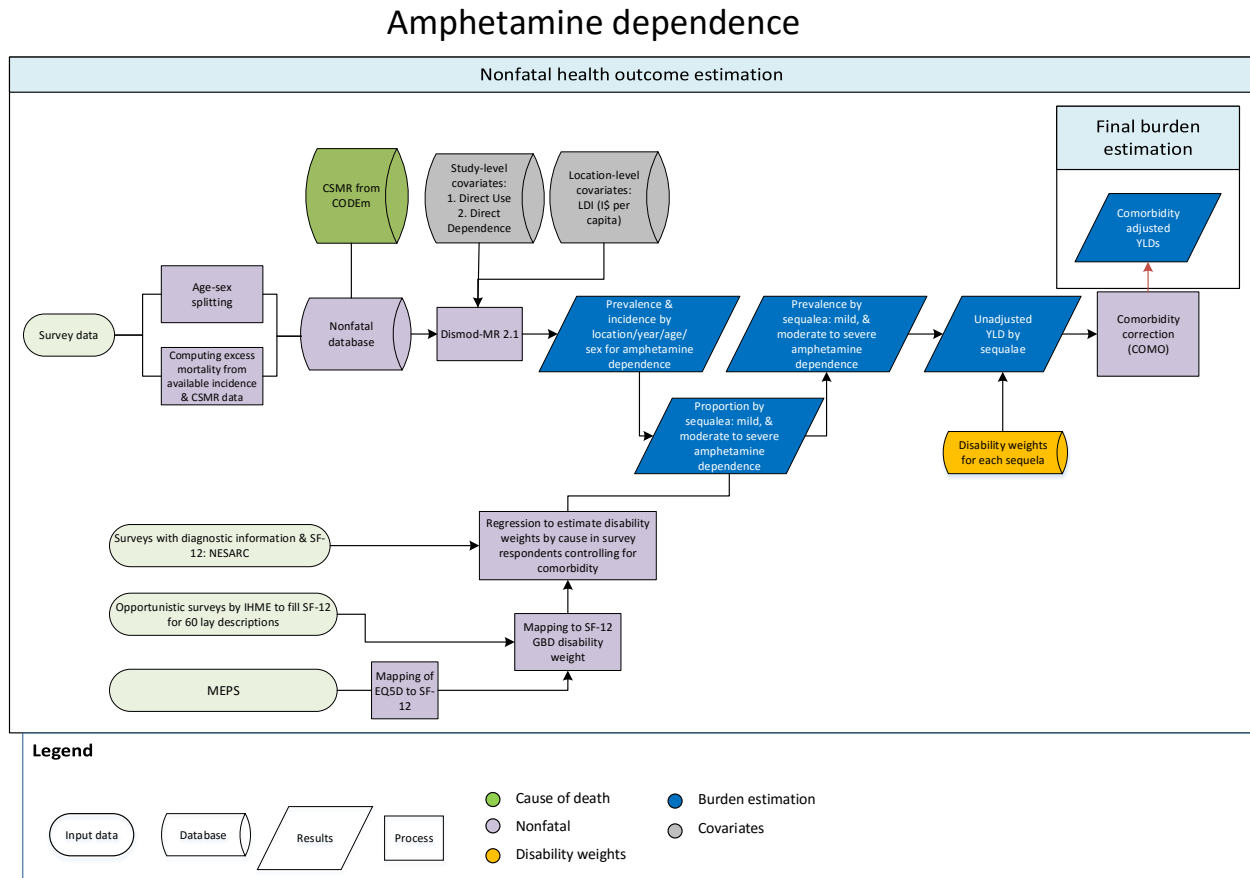 Amphetamine dependence
Nonfatal health outcome estimation
Final burden
estimation
CSMR from
CODEm
Study-level
covariates:
1. Direct Use
2. Direct
Dependence
Location-level
covariates:
LDI (I$ per
capita)
Comorbidity
adjusted
YLDs
Survey data
Age-sex
splitting
Computing excess
mortality from
available incidence
& CSMR data
Nonfatal
database
Dismod-MR 2.1
Prevalence &
incidence by
location/year/age/
sex for amphetamine
dependence
Prevalence by
sequalea: mild, &
moderate to severe
amphetamine
dependence
Unadjusted
YLD by
sequalae
Comorbidity
correction
(COMO)
Proportion by
sequalea: mild, &
moderate to severe
amphetamine
dependence
Disability weights
for each sequela
Surveys with diagnostic information & SF-
12: NESARC
Regression to estimate disability
weights by cause in survey
respondents controlling for
comorbidity
Opportunistic surveys by IHME to fill SF-12
for 60 lay descriptions
Mapping to SF-12
GBD disability
weight
MEPS
Mapping of
EQ5D to SF-
12
Legend
Input data
Database
Results
Process
Cause of death
Nonfatal
Disability weights
Burden estimation
Covariates